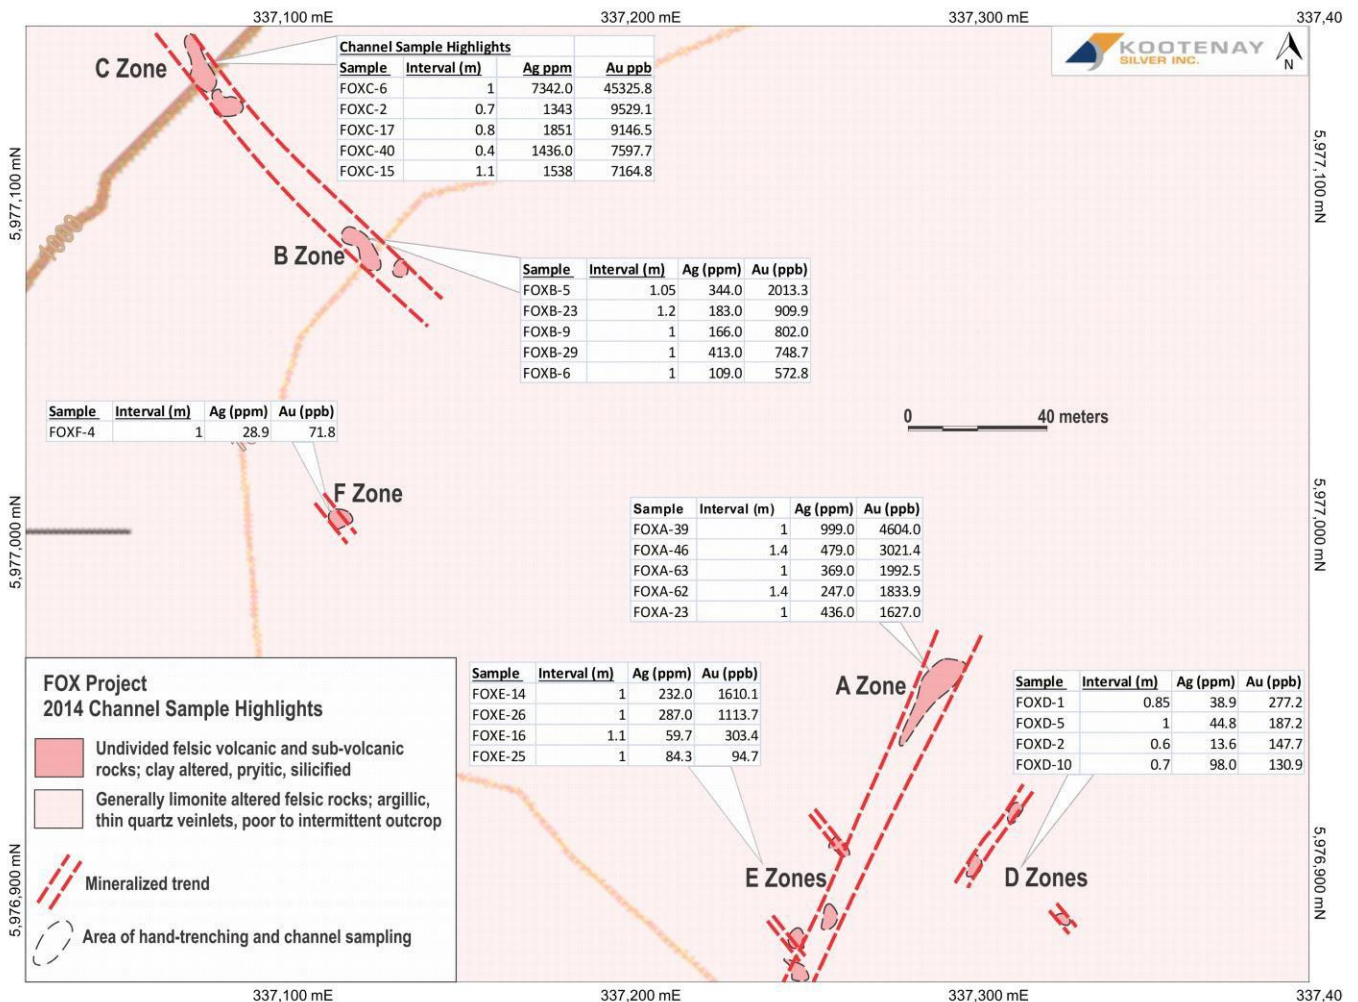 337,100 mE 337,200 mE 337,300 mE 337,40
KOOTENAY
SILVER INC.
N
C Zone
Channel Sample Highlights
Sample Interval (m) Ag ppm Au ppb
FOXC-6 1 7342.0 45325.8
FOXC-2 0.7 1343 9529.1
FOXC-17 0.8 1851 9146.5
FOXC-40 0.4 1436.0 7597.7
FOXC-15 1.1 1538 7164.8
5,977,100 mN
5,977,100 mN
1000
B Zone
Sample Interval (m) Ag (ppm) Au (ppb)
FOXB-5 1.05 344.0 2013.3
FOXB-23 1.2 183.0 909.9
FOXB-9 1 166.0 802.0
FOXB-29 1 413.0 748.7
FOXB-6 1 109.0 572.8
Sample Interval (m) Ag (ppm) Au (ppb)
FOXF-4 1 28.9 71.8
0 40 meters
F Zone
5,977,000 mN
5,977,000 mN
Sample Interval (m) Ag (ppm) Au (ppb)
FOXA-39 1 999.0 4604.0
FOXA-46 1.4 479.0 3021.4
FOXA-63 1 369.0 1992.5
FOXA-62 1.4 247.0 1833.9
FOXA-23 1 436.0 1627.0
A Zone
Sample Interval (m) Ag (ppm) Au (ppb)
FOXE-14 1 232.0 1610.1
FOXE-26 1 287.0 1113.7
FOXE-16 1.1 59.7 303.4
FOXE-25 1 84.3 94.7
Sample Interval (m) Ag (ppm) Au (ppb)
FOXD-1 0.85 38.9 277.2
FOXD-5 1 44.8 187.2
FOXD-2 0.6 13.6 147.7
FOXD-10 0.7 98.0 130.9
E Zones
D Zones
FOX Project
2014 Channel Sample Highlights
Undivided felsic volcanic and sub-volcanic
rocks; clay altered, pryitic, silicified
Generally limonite altered felsic rocks; argillic,
thin quartz veinlets, poor to intermittent outcrop
Mineralized trend
Area of hand-trenching and channel sampling
5,976,900 mN
5,976,900 mN
337,100 mE 337,200 mE 337,300 mE 337,40